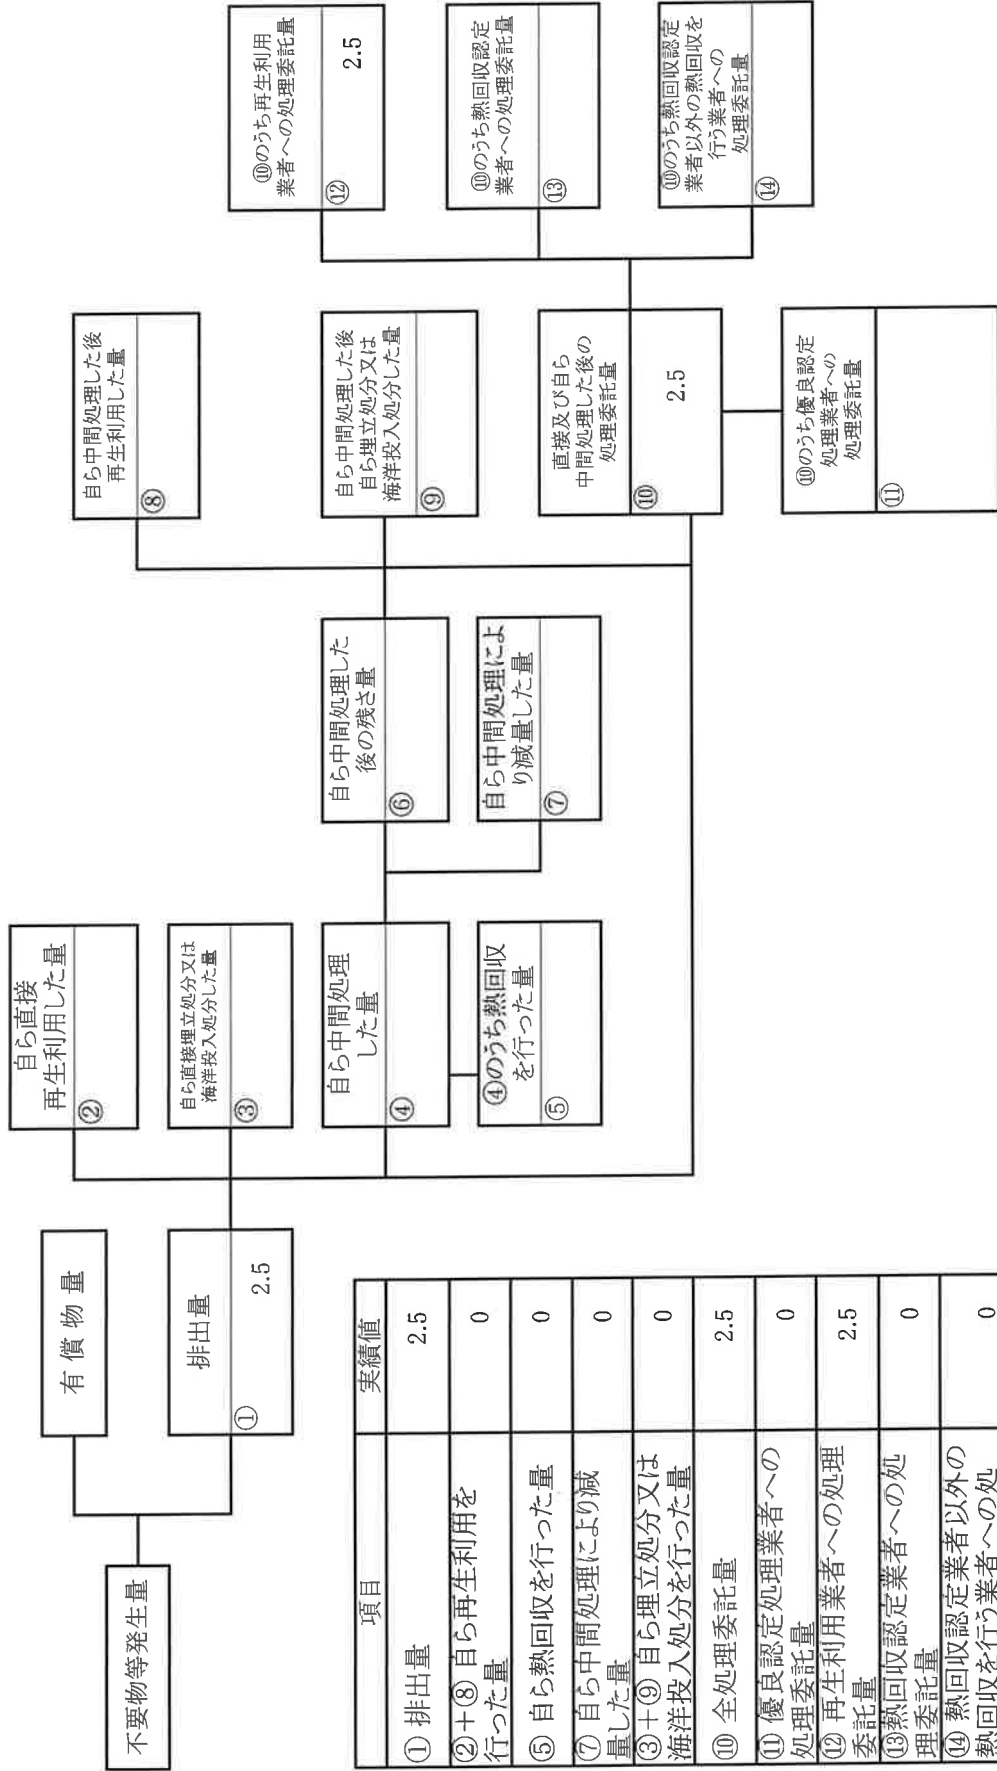 不要物等発生量
有償物量
排出量
①
2.5
自ら直接
再生利用した量
②
自ら直接埋立処分又は
海洋投入処分した量
③
自ら中間処理
した量
④
④のうち熱回収
を行った量
⑤
自ら中間処理した
後の残さ量
⑥
自ら中間処理によ
り減量した量
⑦
自ら中間処理した後
再生利用した量
⑧
自ら中間処理した後
自ら埋立処分又は
海洋投入処分した量
⑨
直接及び自ら
中間処理した後の
処理委託量
⑩
2.5
⑩のうち優良認定
処理業者への
処理委託量
⑪
⑩のうち再生利用
業者への処理委託量
⑫
2.5
⑩のうち熱回収認定
業者への処理委託量
⑬
⑩のうち熱回収認定
業者以外の熱回収を
行う業者への
処理委託量
⑭
項目 実績値
①排出量 2.5
②+⑧自ら再生利用を
行った量 0
⑤自ら熱回収を行った量 0
⑦自ら中間処理により減
量した量 0
③+⑨自ら埋立処分又は
海洋投入処分を行った量 0
⑩全処理委託量 2.5
⑪優良認定処理業者への
処理委託量 0
⑫再生利用業者への処理
委託量 2.5
⑬熱回収認定業者への処
理委託量 0
⑭熱回収認定業者以外の
熱回収を行う業者への処 0